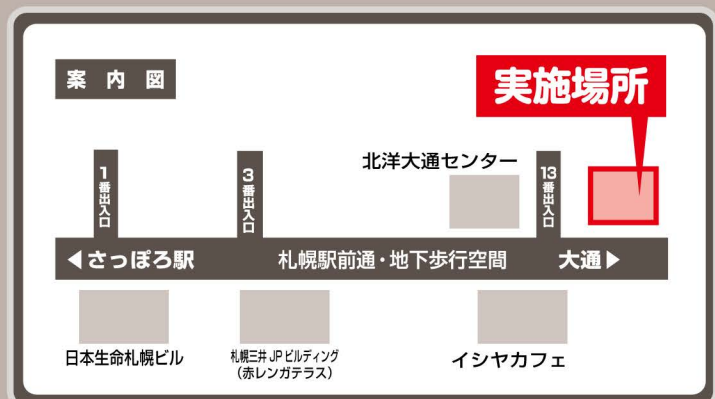 案内図
実施場所
北洋大通センター
1番出入口
3番出入口
13番出入口
◀さっぽろ駅
札幌駅前通・地下歩行空間
大通▶
日本生命札幌ビル
札幌三井JPビルディング
(赤レンガテラス)
イシヤカフェ